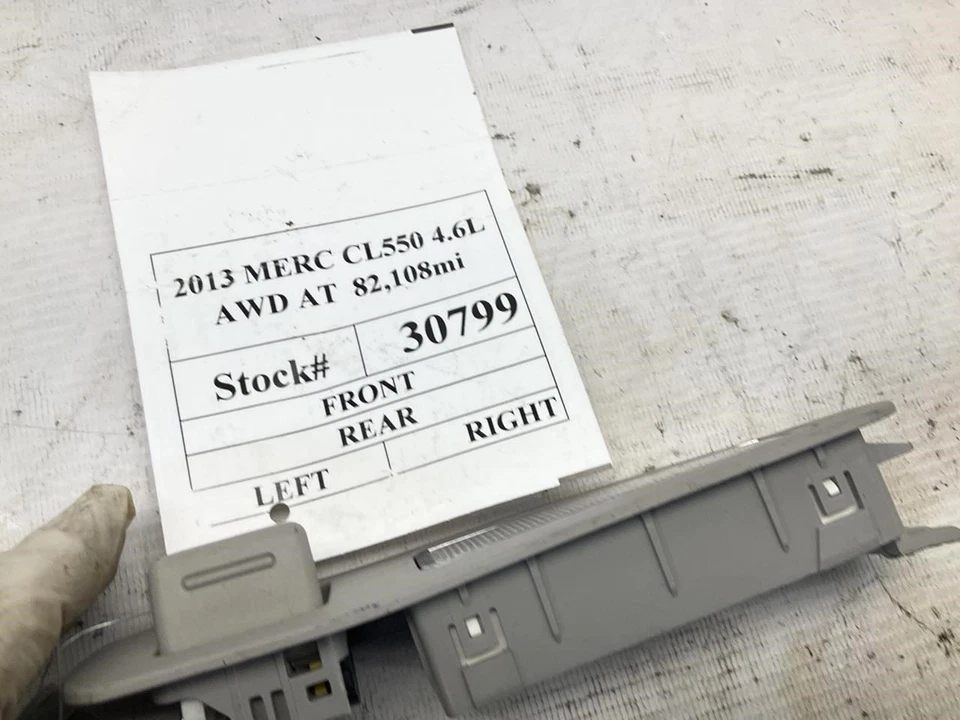 2013 MERC CL550 4.6L
AWD AT 82,108mi
Stock# 30799
FRONT
REAR
LEFT RIGHT